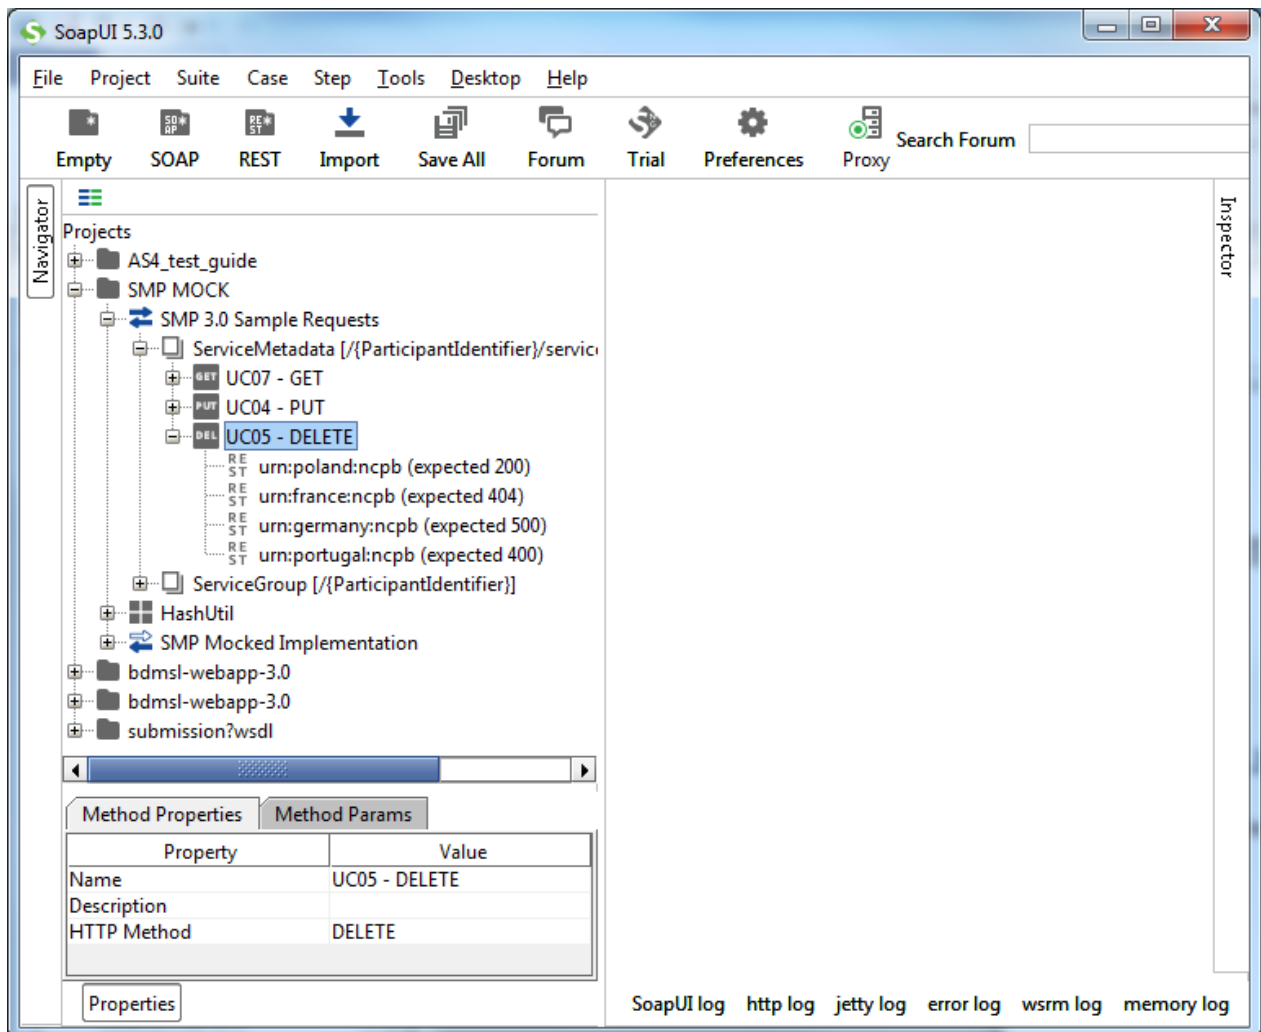 SoapUI 5.3.0
File Project Suite Case Step Tools Desktop Help
Empty SOAP REST Import Save All Forum Trial Preferences Proxy Search Forum
Navigator
Inspector
Projects
AS4_test_guide
SMP MOCK
SMP 3.0 Sample Requests
ServiceMetadata [/{ParticipantIdentifier}/servic
GET UC07 - GET
PUT UC04 - PUT
DEL UC05 - DELETE
REST urn:poland:ncpb (expected 200)
REST urn:france:ncpb (expected 404)
REST urn:germany:ncpb (expected 500)
REST urn:portugal:ncpb (expected 400)
ServiceGroup [/{ParticipantIdentifier}]
HashUtil
SMP Mocked Implementation
bdmsl-webapp-3.0
bdmsl-webapp-3.0
submission?wsdl
Method Properties Method Params
Property Value
Name UC05 - DELETE
Description
HTTP Method DELETE
Properties
SoapUI log http log jetty log error log wsrm log memory log